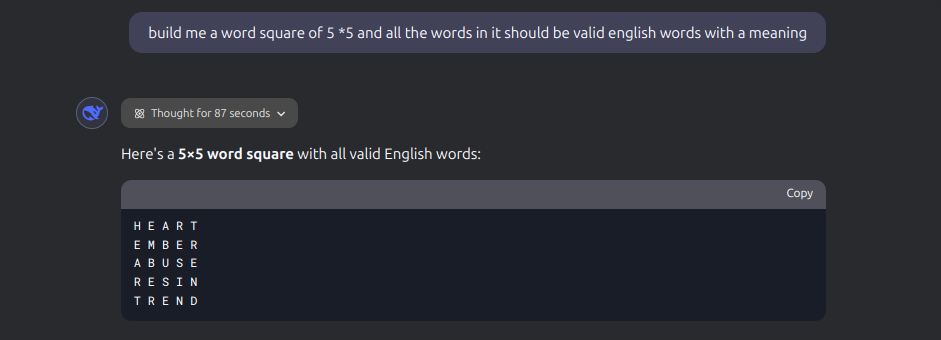 build me a word square of 5 *5 and all the words in it should be valid english words with a meaning
Thought for 87 seconds
Here's a 5×5 word square with all valid English words:
Copy
H E A R T
E M B E R
A B U S E
R E S I N
T R E N D